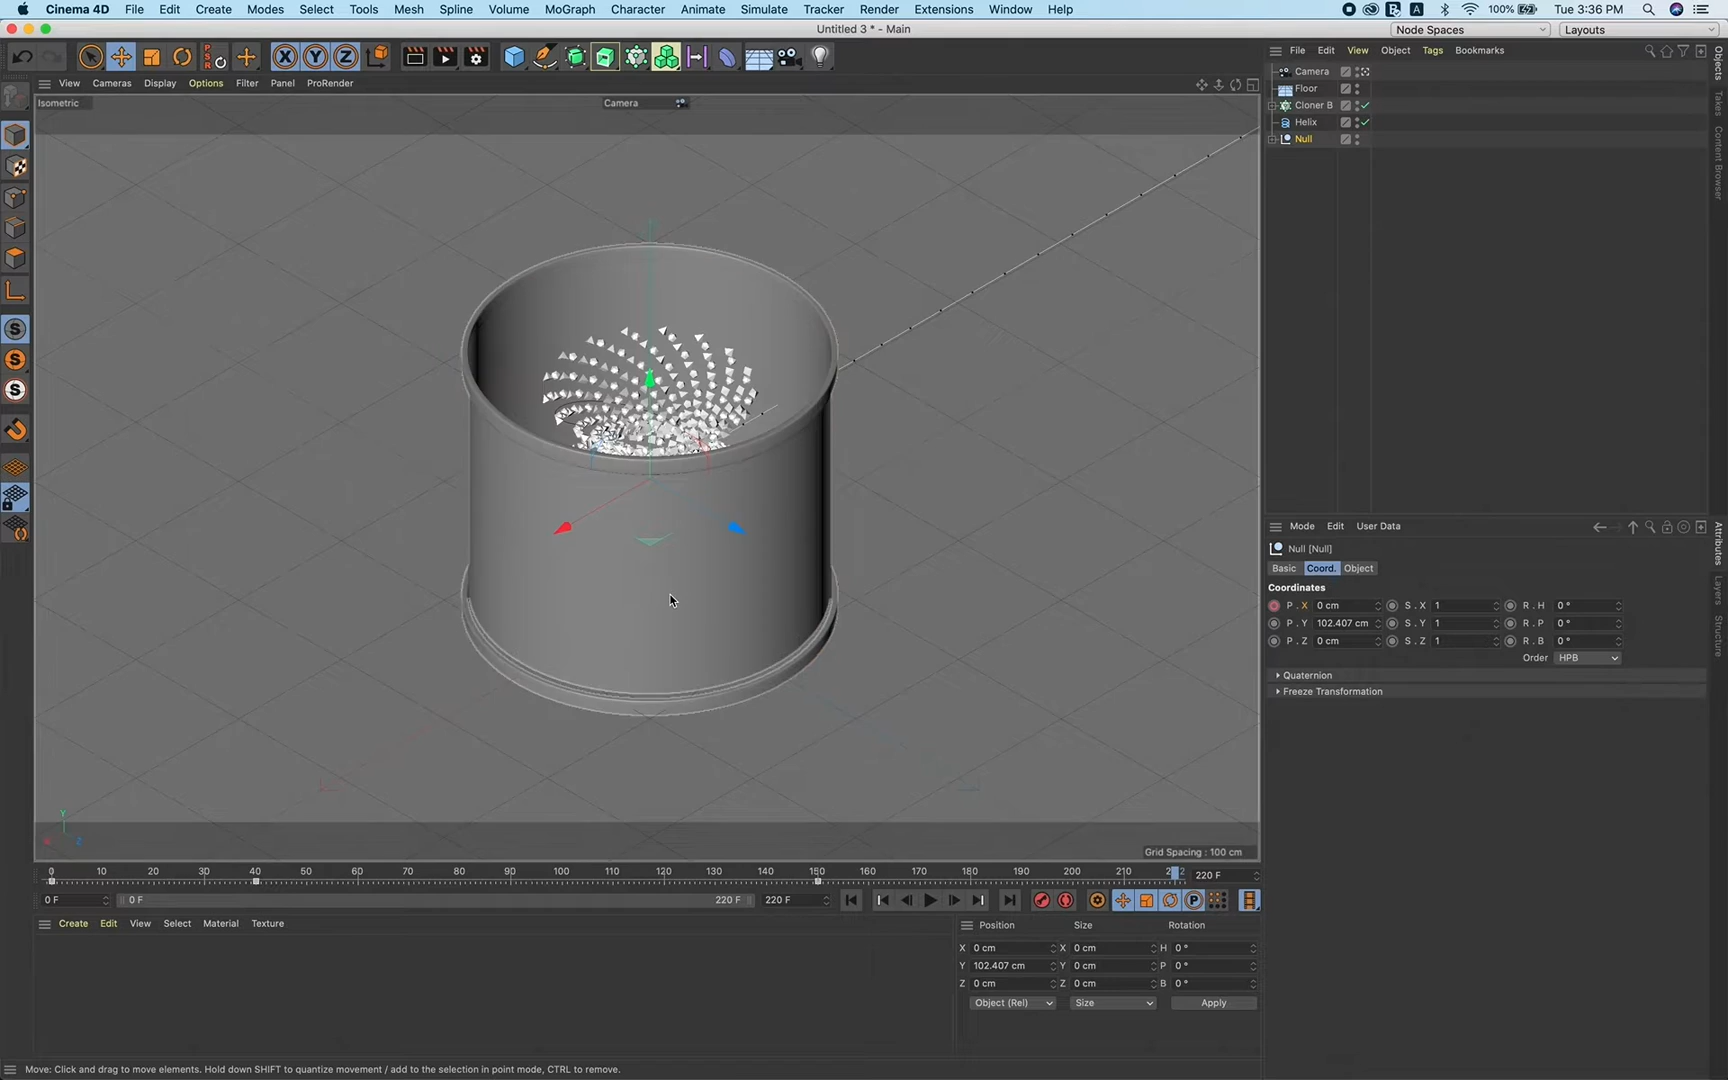 Cinema 4D File Edit Create Modes Select Tools Mesh Spline Volume MoGraph Character Animate Simulate Tracker Render Extensions Window Help 100% Tue 3:36 PM
Untitled 3 * - Main
Node Spaces Layouts
PSR X Y Z
View Cameras Display Options Filter Panel ProRender
Isometric
Camera
Y
X
Z
Grid Spacing : 100 cm
File Edit View Object Tags Bookmarks
Camera
Floor
Cloner B
Helix
Null
Objects
Takes
Content Browser
Mode Edit User Data
Null [Null]
Basic Coord. Object
Coordinates
P . X 0 cm S . X 1 R . H 0 °
P . Y 102.407 cm S . Y 1 R . P 0 °
P . Z 0 cm S . Z 1 R . B 0 °
Order HPB
Quaternion
Freeze Transformation
Attributes
Layers
Structure
0 10 20 30 40 50 60 70 80 90 100 110 120 130 140 150 160 170 180 190 200 210 220 F
0 F 0 F 220 F 220 F
Create Edit View Select Material Texture
Position Size Rotation
X 0 cm X 0 cm H 0 °
Y 102.407 cm Y 0 cm P 0 °
Z 0 cm Z 0 cm B 0 °
Object (Rel) Size Apply
Move: Click and drag to move elements. Hold down SHIFT to quantize movement / add to the selection in point mode, CTRL to remove.